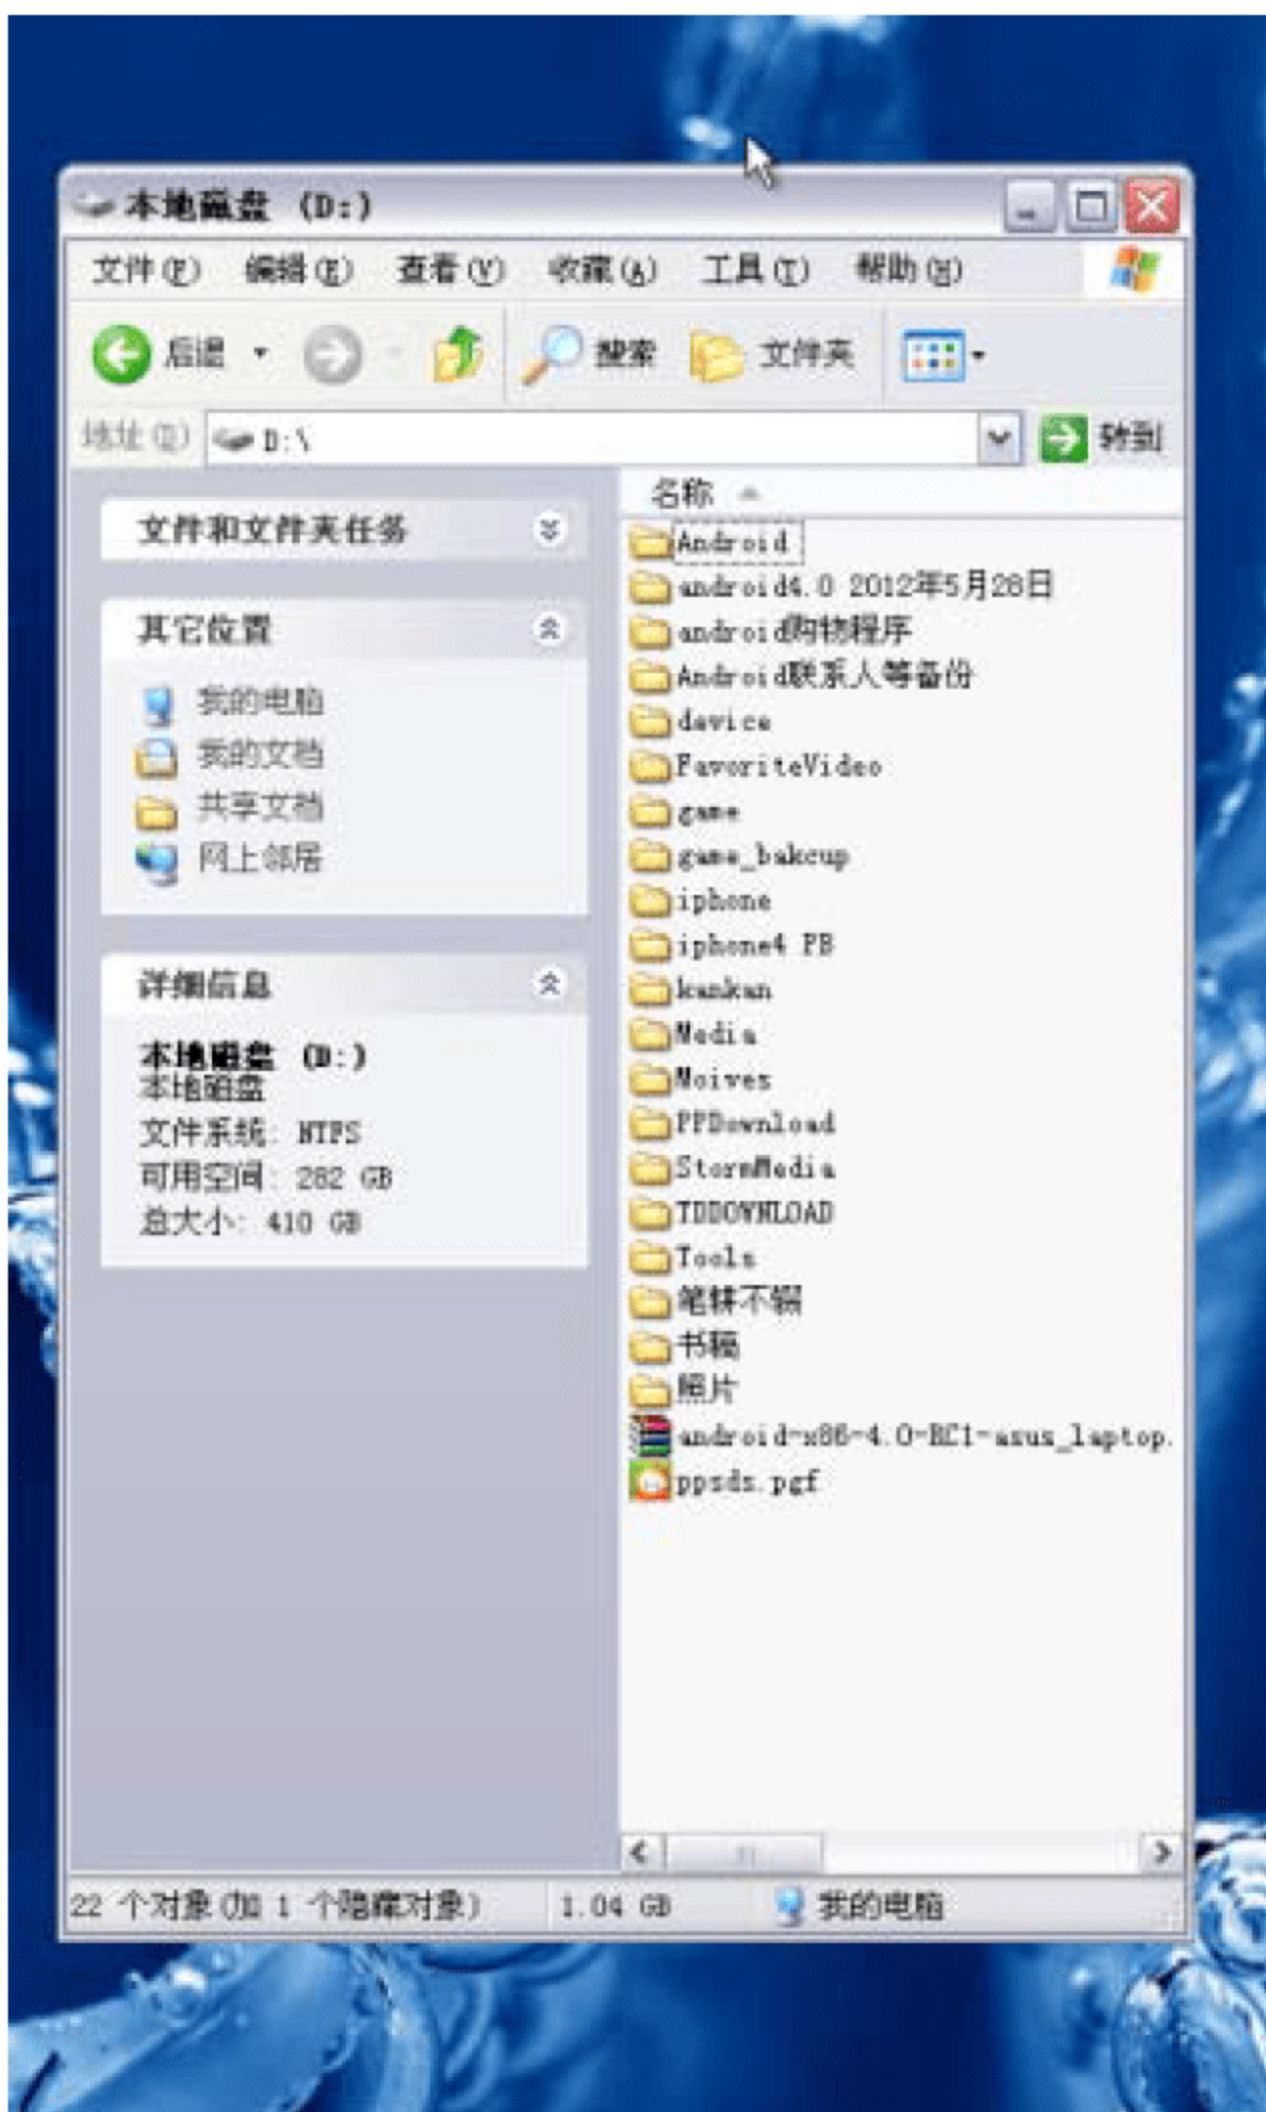 本地磁盘 (D:)
文件(F) 编辑(E) 查看(V) 收藏(A) 工具(T) 帮助(H)
后退 搜索 文件夹
地址(D) D:\ 转到
文件和文件夹任务
其它位置
我的电脑
我的文档
共享文档
网上邻居
详细信息
本地磁盘 (D:)
本地磁盘
文件系统: NTFS
可用空间: 282 GB
总大小: 410 GB
名称
Android
android4.0 2012年5月28日
android购物程序
Android联系人等备份
device
FavoriteVideo
game
game_bakcup
iphone
iphone4 FB
kankan
Media
Moives
PFDownload
StormMedia
TDDOWNLOAD
Tools
笔耕不辍
书稿
照片
android-x86-4.0-RC1-asus_laptop.
ppsds.pgf
22 个对象(加 1 个隐藏对象) 1.04 GB 我的电脑